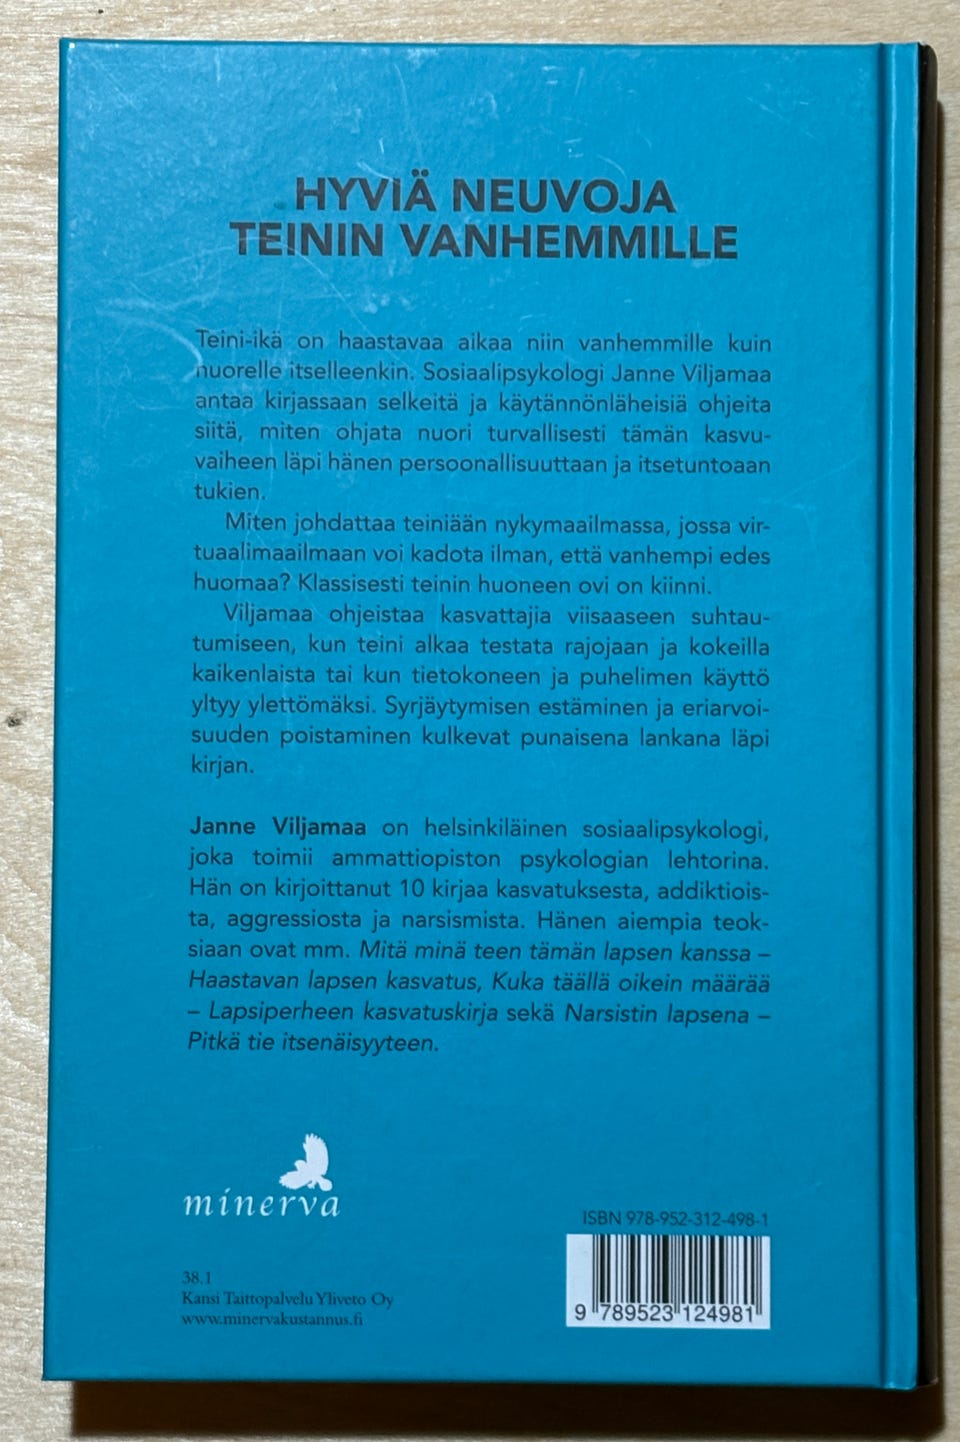 HYVIÄ NEUVOJA
TEININ VANHEMMILLE
Teini-ikä on haastavaa aikaa niin vanhemmille kuin
nuorelle itselleenkin. Sosiaalipsykologi Janne Viljamaa
antaa kirjassaan selkeitä ja käytännönläheisiä ohjeita
siitä, miten ohjata nuori turvallisesti tämän kasvu-
vaiheen läpi hänen persoonallisuuttaan ja itsetuntoaan
tukien.
Miten johdattaa teiniään nykymaailmassa, jossa vir-
tuaalimaailmaan voi kadota ilman, että vanhempi edes
huomaa? Klassisesti teinin huoneen ovi on kiinni.
Viljamaa ohjeistaa kasvattajia viisaaseen suhtau-
tumiseen, kun teini alkaa testata rajojaan ja kokeilla
kaikenlaista tai kun tietokoneen ja puhelimen käyttö
yltyy ylettömäksi. Syrjäytymisen estäminen ja eriarvoi-
suuden poistaminen kulkevat punaisena lankana läpi
kirjan.
Janne Viljamaa on helsinkiläinen sosiaalipsykologi,
joka toimii ammattiopiston psykologian lehtorina.
Hän on kirjoittanut 10 kirjaa kasvatuksesta, addiktiois-
ta, aggressiosta ja narsismista. Hänen aiempia teok-
siaan ovat mm. Mitä minä teen tämän lapsen kanssa –
Haastavan lapsen kasvatus, Kuka täällä oikein määrää
– Lapsiperheen kasvatuskirja sekä Narsistin lapsena –
Pitkä tie itsenäisyyteen.
minerva
ISBN 978-952-312-498-1
38.1
Kansi Taittopalvelu Yliveto Oy
www.minervakustannus.fi
9 789523 124981